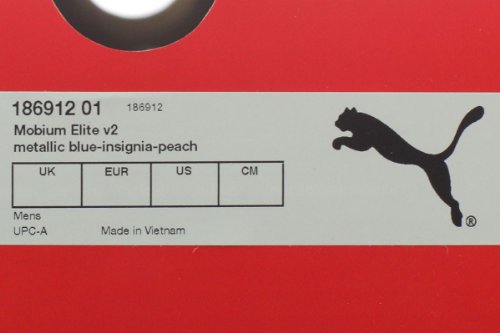 186912 01 186912
Mobium Elite v2
metallic blue-insignia-peach
UK EUR US CM
Mens
UPC-A Made in Vietnam
®